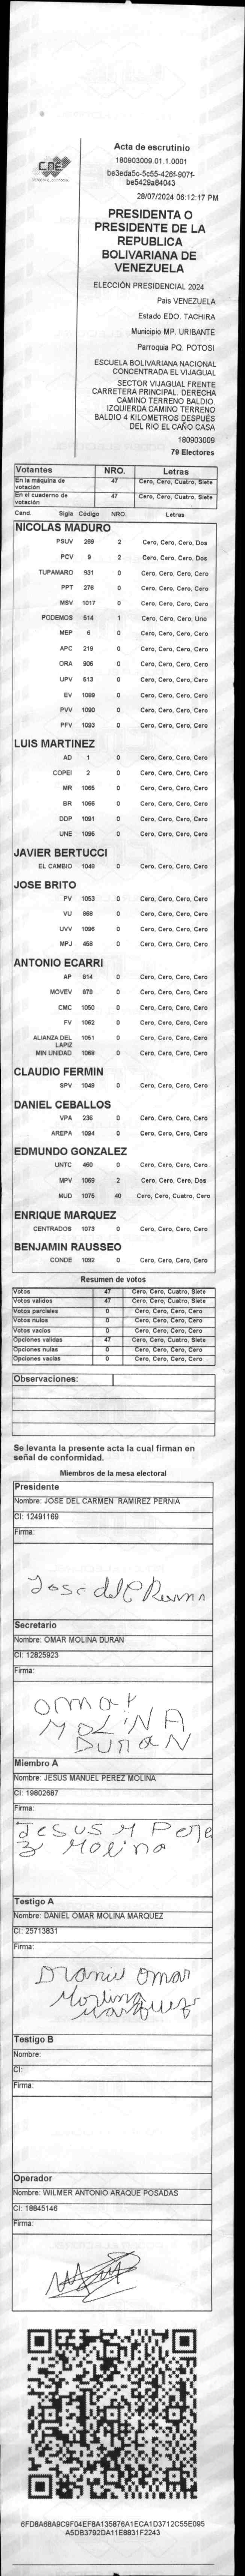 Acta de escrutinio
CNE
180903009.01.1.0001
be3eda5c-5c55-426f-907f-
be5429a84043
28/07/2024 06:12:17 PM
PRESIDENTA O
PRESIDENTE DE LA
REPUBLICA
BOLIVARIANA DE
VENEZUELA
ELECCIÓN PRESIDENCIAL 2024
Pais VENEZUELA
Estado EDO. TACHIRA
Municipio MP. URIBANTE
Parroquia PQ. POTOSI
ESCUELA BOLIVARIANA NACIONAL
CONCENTRADA EL VIJAGUAL
SECTOR VIJAGUAL FRENTE
CARRETERA PRINCIPAL. DERECHA
CAMINO TERRENO BALDIO.
IZQUIERDA CAMINO TERRENO
BALDIO 4 KILOMETROS DESPUÉS
DEL RIO EL CAÑO CASA
180903009
79 Electores
Votantes NRO. Letras
En la máquina de votación 47 Cero, Cero, Cuatro, Siete
En el cuaderno de votación 47 Cero, Cero, Cuatro, Siete
Cand. Sigla Código NRO. Letras
NICOLAS MADURO
PSUV 269 2 Cero, Cero, Cero, Dos
PCV 9 2 Cero, Cero, Cero, Dos
TUPAMARO 931 0 Cero, Cero, Cero, Cero
PPT 276 0 Cero, Cero, Cero, Cero
MSV 1017 0 Cero, Cero, Cero, Cero
PODEMOS 514 1 Cero, Cero, Cero, Uno
MEP 6 0 Cero, Cero, Cero, Cero
APC 219 0 Cero, Cero, Cero, Cero
ORA 906 0 Cero, Cero, Cero, Cero
UPV 513 0 Cero, Cero, Cero, Cero
EV 1089 0 Cero, Cero, Cero, Cero
PVV 1090 0 Cero, Cero, Cero, Cero
PFV 1093 0 Cero, Cero, Cero, Cero
LUIS MARTINEZ
AD 1 0 Cero, Cero, Cero, Cero
COPEI 2 0 Cero, Cero, Cero, Cero
MR 1065 0 Cero, Cero, Cero, Cero
BR 1066 0 Cero, Cero, Cero, Cero
DDP 1091 0 Cero, Cero, Cero, Cero
UNE 1095 0 Cero, Cero, Cero, Cero
JAVIER BERTUCCI
EL CAMBIO 1048 0 Cero, Cero, Cero, Cero
JOSE BRITO
PV 1053 0 Cero, Cero, Cero, Cero
VU 868 0 Cero, Cero, Cero, Cero
UVV 1096 0 Cero, Cero, Cero, Cero
MPJ 458 0 Cero, Cero, Cero, Cero
ANTONIO ECARRI
AP 814 0 Cero, Cero, Cero, Cero
MOVEV 878 0 Cero, Cero, Cero, Cero
CMC 1050 0 Cero, Cero, Cero, Cero
FV 1062 0 Cero, Cero, Cero, Cero
ALIANZA DEL LAPIZ 1051 0 Cero, Cero, Cero, Cero
MIN UNIDAD 1068 0 Cero, Cero, Cero, Cero
CLAUDIO FERMIN
SPV 1049 0 Cero, Cero, Cero, Cero
DANIEL CEBALLOS
VPA 236 0 Cero, Cero, Cero, Cero
AREPA 1094 0 Cero, Cero, Cero, Cero
EDMUNDO GONZALEZ
UNTC 460 0 Cero, Cero, Cero, Cero
MPV 1069 2 Cero, Cero, Cero, Dos
MUD 1075 40 Cero, Cero, Cuatro, Cero
ENRIQUE MARQUEZ
CENTRADOS 1073 0 Cero, Cero, Cero, Cero
BENJAMIN RAUSSEO
CONDE 1092 0 Cero, Cero, Cero, Cero
Resumen de votos
Votos 47 Cero, Cero, Cuatro, Siete
Votos validos 47 Cero, Cero, Cuatro, Siete
Votos parciales 0 Cero, Cero, Cero, Cero
Votos nulos 0 Cero, Cero, Cero, Cero
Votos vacios 0 Cero, Cero, Cero, Cero
Opciones validas 47 Cero, Cero, Cuatro, Siete
Opciones nulas 0 Cero, Cero, Cero, Cero
Opciones vacias 0 Cero, Cero, Cero, Cero
Observaciones:
Se levanta la presente acta la cual firman en
señal de conformidad.
Miembros de la mesa electoral
Presidente
Nombre: JOSE DEL CARMEN RAMIREZ PERNIA
CI: 12491169
Firma:
Jose del C
Secretario
Nombre: OMAR MOLINA DURAN
CI: 12825923
Firma:
omar
MOLINA
DURAN
Miembro A
Nombre: JESUS MANUEL PEREZ MOLINA
CI: 19802687
Firma:
Jesus M Pere
z Molina
Testigo A
Nombre: DANIEL OMAR MOLINA MARQUEZ
CI: 25713831
Firma:
Daniel Omar
Molina
Marquez
Testigo B
Nombre:
CI:
Firma:
Operador
Nombre: WILMER ANTONIO ARAQUE POSADAS
CI: 18845146
Firma:
6FD8A68A9C9F04EF8A135876A1ECA1D3712C55E095
A5DB3792DA11E8831F2243